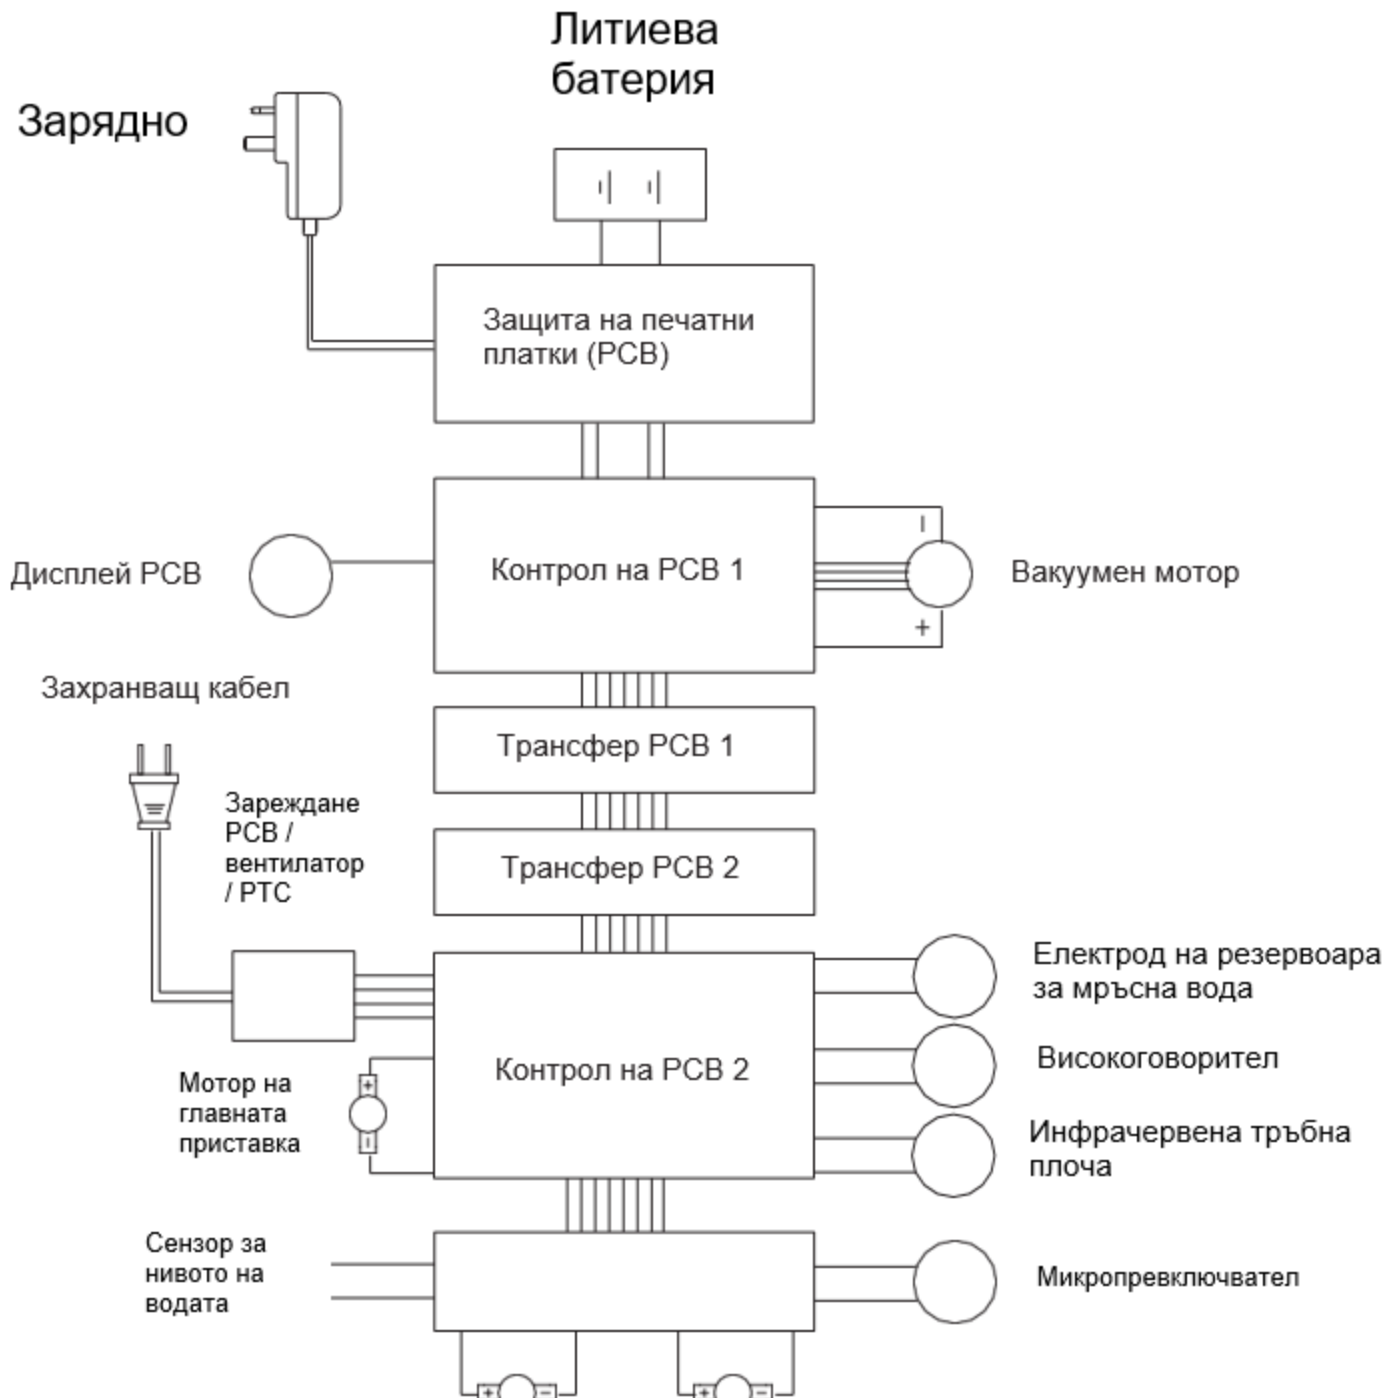 Литиева
батерия
Зарядно
Защита на печатни
платки (PCB)
Дисплей PCB
Контрол на PCB 1
Вакуумен мотор
Захранващ кабел
Трансфер PCB 1
Зареждане
PCB /
вентилатор
/ PTC
Трансфер PCB 2
Електрод на резервоара
за мръсна вода
Контрол на PCB 2
Високоговорител
Мотор на
главната
приставка
Инфрачервена тръбна
плоча
Сензор за
нивото на
водата
Микропревключвател